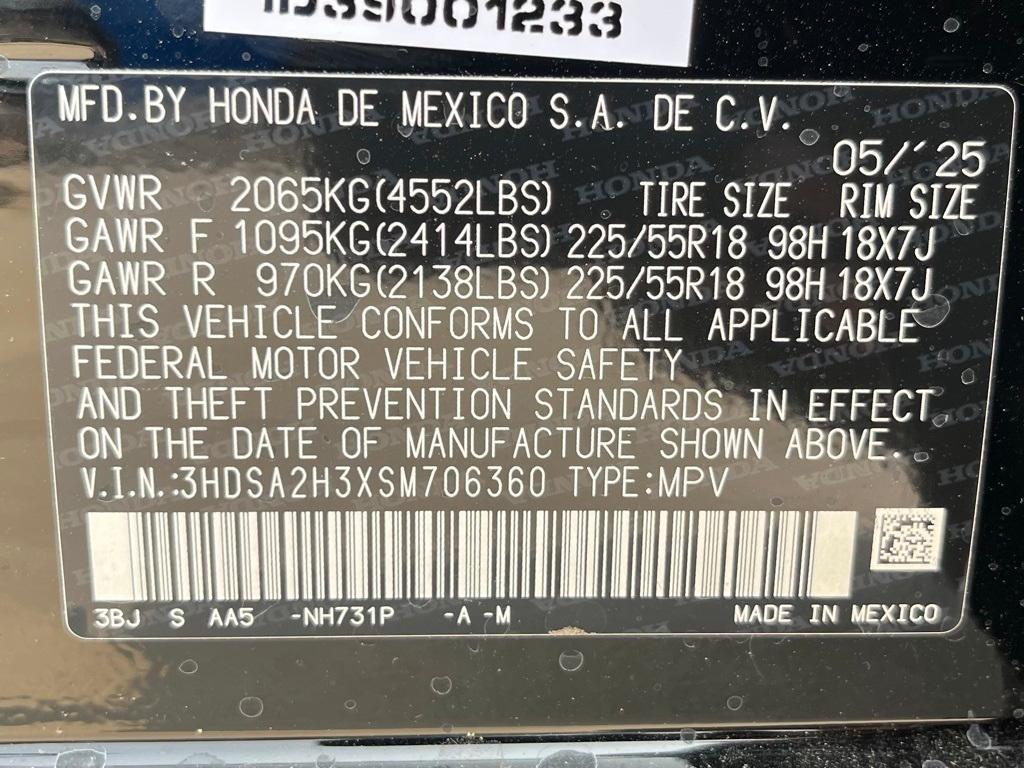 MFD.BY HONDA DE MEXICO S.A. DE C.V.
05/´25
GVWR 2065KG(4552LBS) TIRE SIZE RIM SIZE
GAWR F 1095KG(2414LBS) 225/55R18 98H 18X7J
GAWR R 970KG(2138LBS) 225/55R18 98H 18X7J
THIS VEHICLE CONFORMS TO ALL APPLICABLE
FEDERAL MOTOR VEHICLE SAFETY
AND THEFT PREVENTION STANDARDS IN EFFECT
ON THE DATE OF MANUFACTURE SHOWN ABOVE.
V.I.N.:3HDSA2H3XSM706360 TYPE:MPV
3BJ S AA5 -NH731P -A -M MADE IN MEXICO